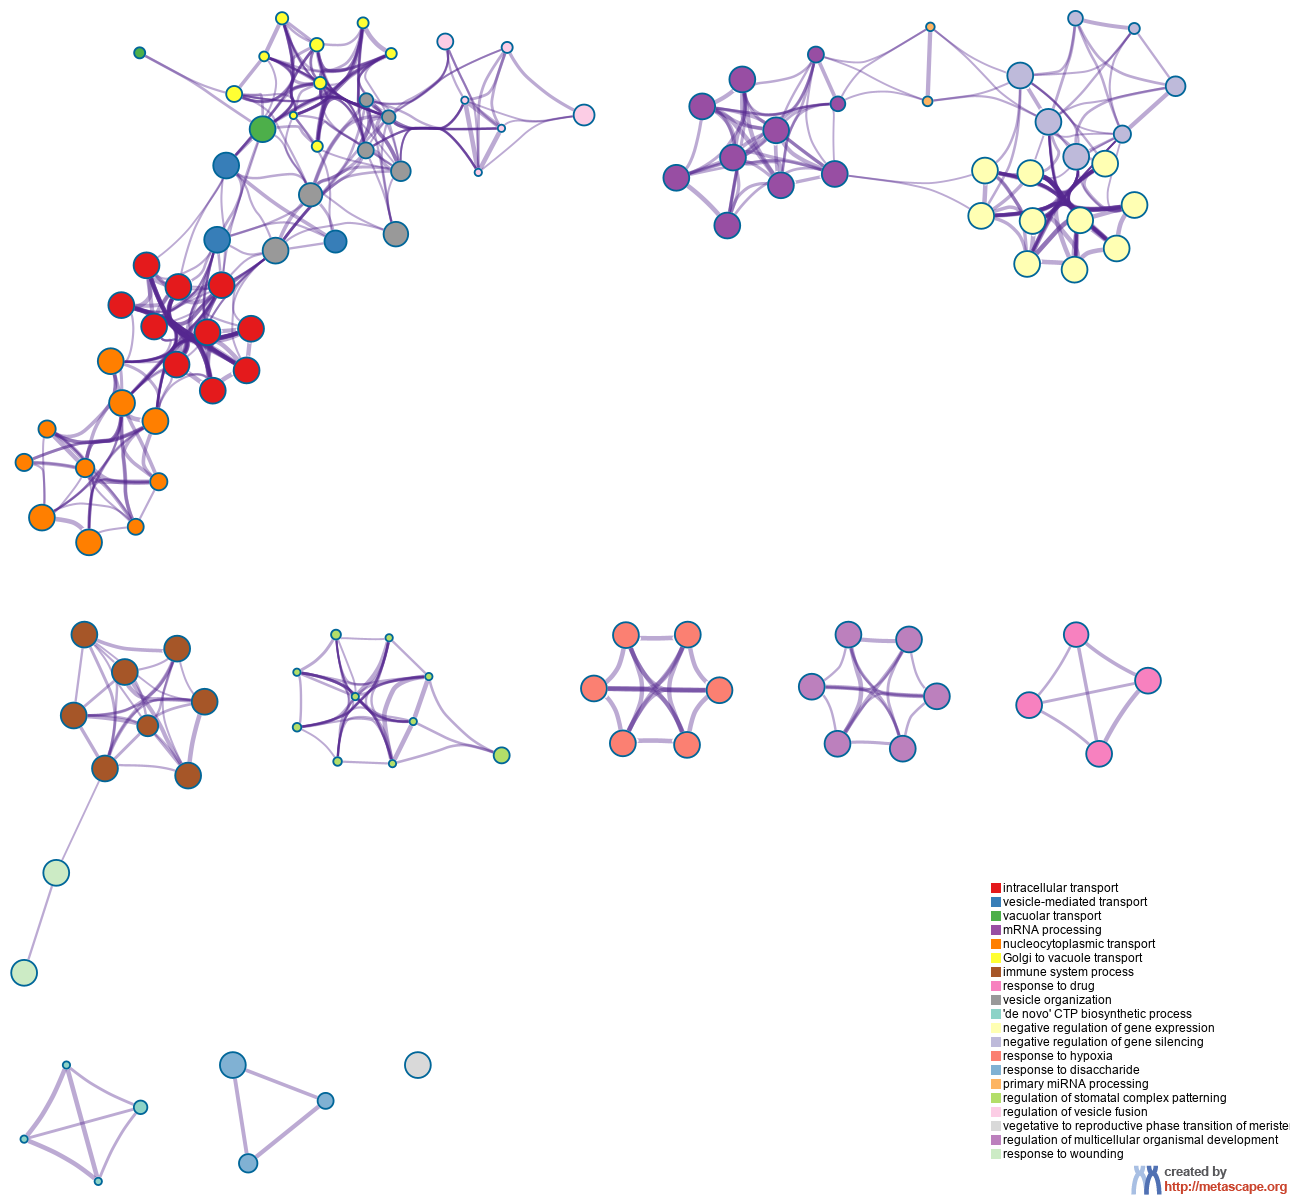 intracellular transport
vesicle-mediated transport
vacuolar transport
mRNA processing
nucleocytoplasmic transport
Golgi to vacuole transport
immune system process
response to drug
vesicle organization
'de novo' CTP biosynthetic process
negative regulation of gene expression
negative regulation of gene silencing
response to hypoxia
response to disaccharide
primary miRNA processing
regulation of stomatal complex patterning
regulation of vesicle fusion
vegetative to reproductive phase transition of meriste
regulation of multicellular organismal development
response to wounding
created by
http://metascape.org